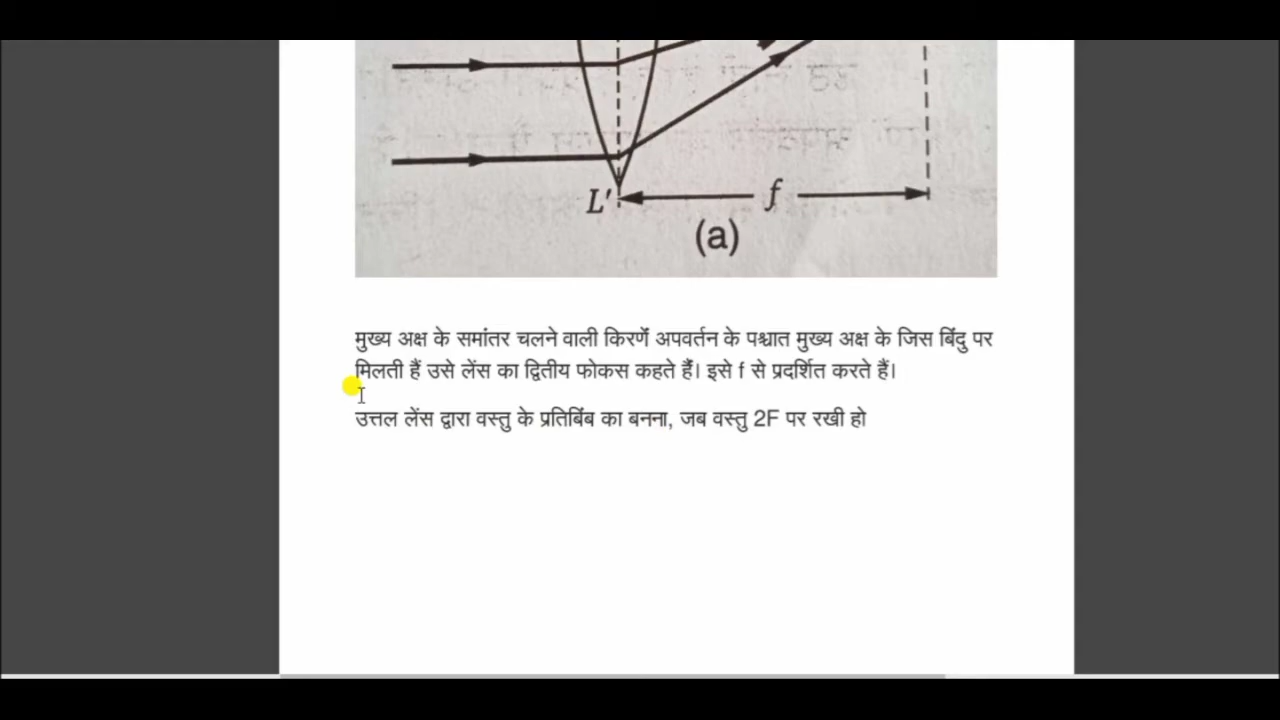 L'
f
(a)
मुख्य अक्ष के समांतर चलने वाली किरणें अपवर्तन के पश्चात मुख्य अक्ष के जिस बिंदु पर
मिलती हैं उसे लेंस का द्वितीय फोकस कहते हैं। इसे f से प्रदर्शित करते हैं।
उत्तल लेंस द्वारा वस्तु के प्रतिबिंब का बनना, जब वस्तु 2F पर रखी हो